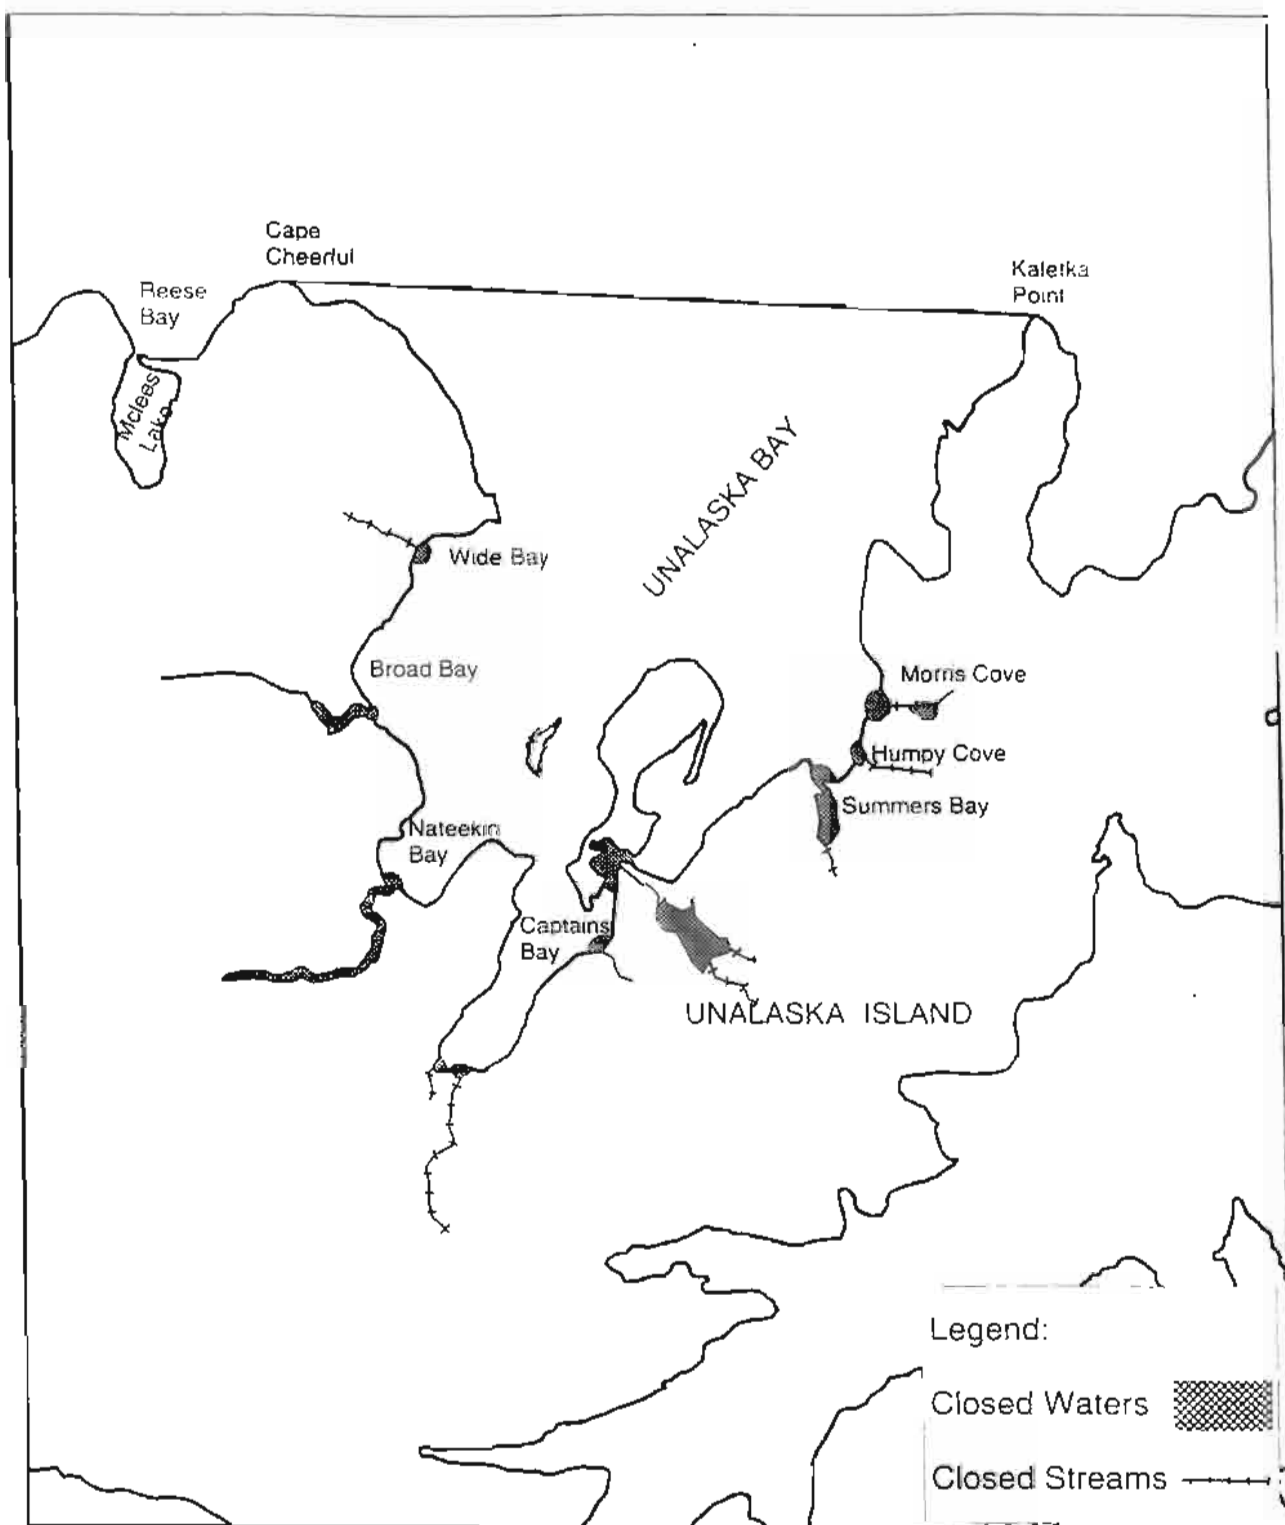 Cape
Cheerful
Kaletka
Point
Reese
Bay
Mclees
Lake
UNALASKA BAY
Wide Bay
Broad Bay
Morris Cove
Humpy Cove
Summers Bay
Nateekin
Bay
Captains
Bay
UNALASKA ISLAND
Legend:
Closed Waters
Closed Streams